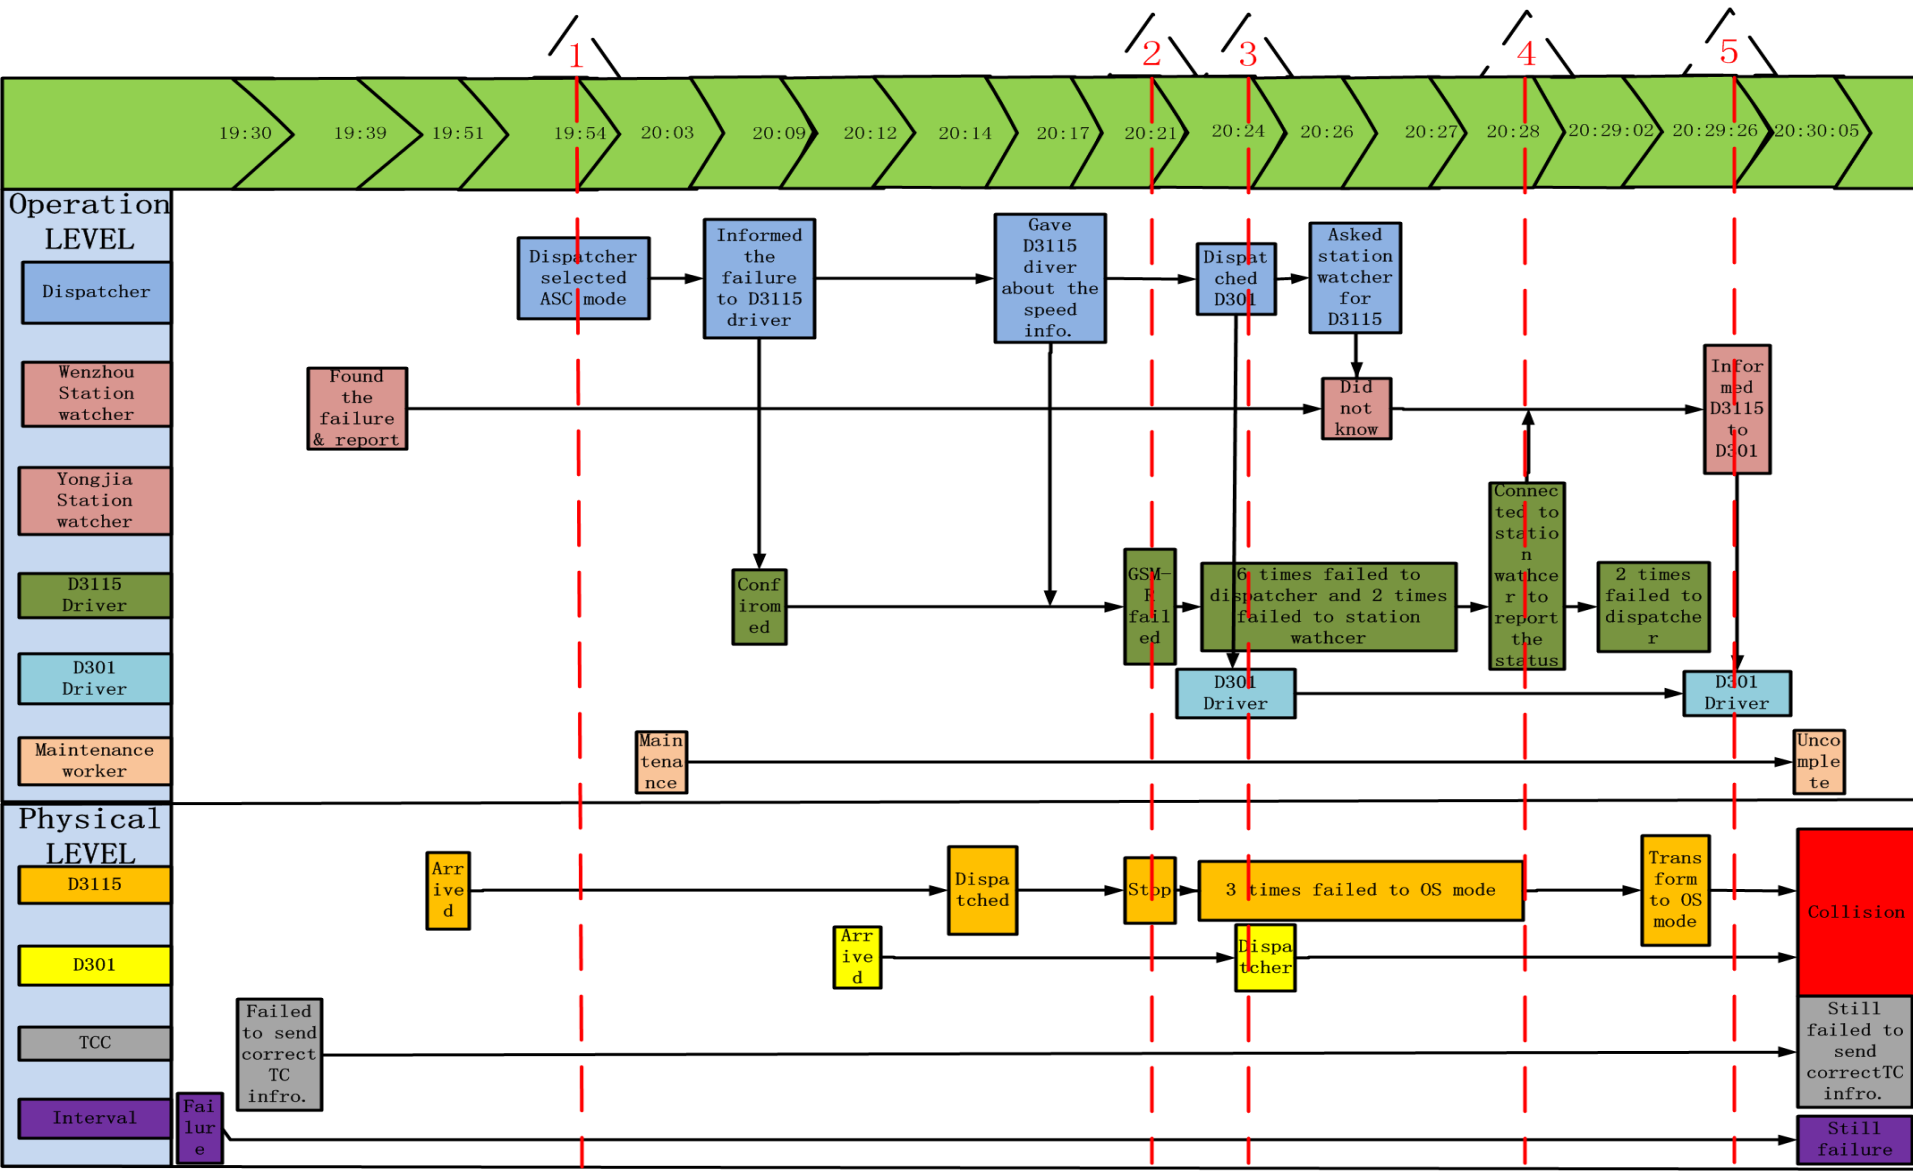 1
2
3
4
5
19:30
19:39
19:51
19:54
20:03
20:09
20:12
20:14
20:17
20:21
20:24
20:26
20:27
20:28
20:29:02
20:29:26
20:30:05
Operation
LEVEL
Dispatcher
Dispatcher
selected
ASC mode
Informed
the
failure
to D3115
driver
Gave
D3115
diver
about the
speed
info.
Dispat
ched
D301
Asked
station
watcher
for
D3115
Wenzhou
Station
watcher
Found
the
failure
& report
Did
not
know
Infor
med
D3115
to
D301
Yongjia
Station
watcher
D3115
Driver
Conf
irom
ed
GSM-
R
fail
ed
6 times failed to
dispatcher and 2 times
failed to station
wathcer
Connec
ted to
statio
n
wathce
r to
report
the
status
2 times
failed to
dispatche
r
D301
Driver
D301
Driver
D301
Driver
Maintenance
worker
Main
tena
nce
Unco
mple
te
Physical
LEVEL
D3115
Arr
ive
d
Dispa
tched
Stop
3 times failed to OS mode
Trans
form
to OS
mode
Collision
D301
Arr
ive
d
Dispa
tcher
TCC
Failed
to send
correct
TC
infro.
Still
failed to
send
correctTC
infro.
Interval
Fai
lur
e
Still
failure